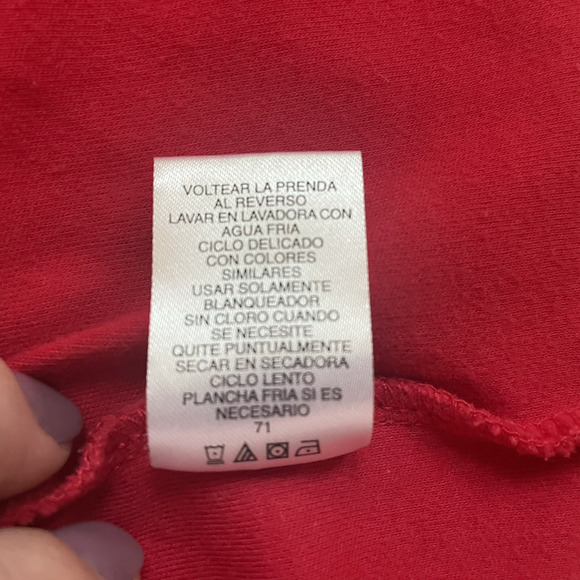 VOLTEAR LA PRENDA
AL REVERSO
LAVAR EN LAVADORA CON
AGUA FRIA
CICLO DELICADO
CON COLORES
SIMILARES
USAR SOLAMENTE
BLANQUEADOR
SIN CLORO CUANDO
SE NECESITE
QUITE PUNTUALMENTE
SECAR EN SECADORA
CICLO LENTO
PLANCHA FRIA SI ES
NECESARIO
71